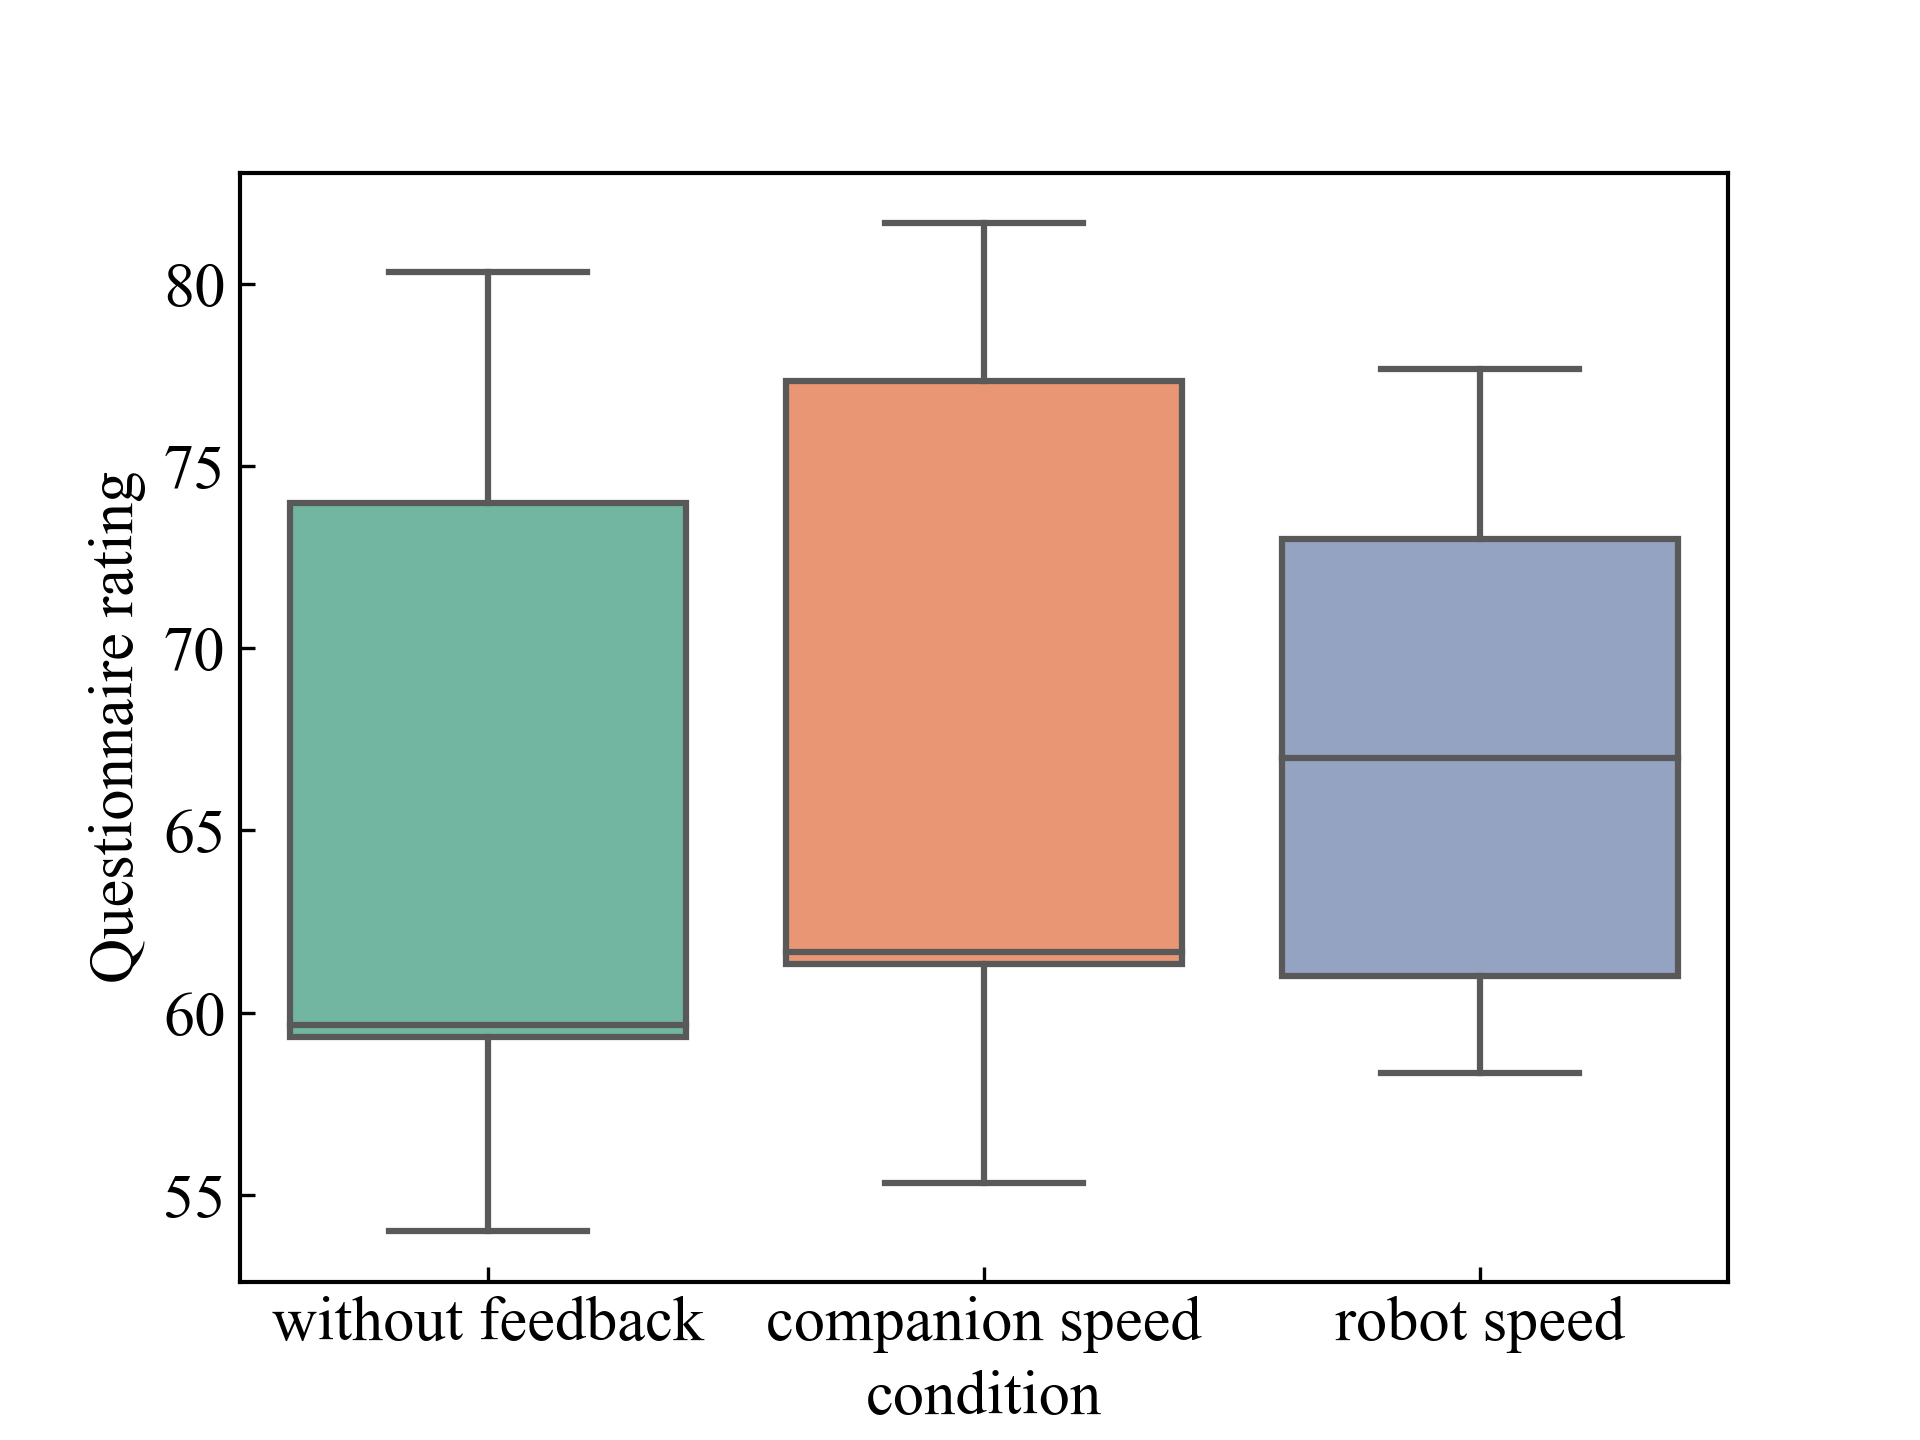 80
75
70
65
60
55
Questionnaire rating
without feedback companion speed robot speed
condition